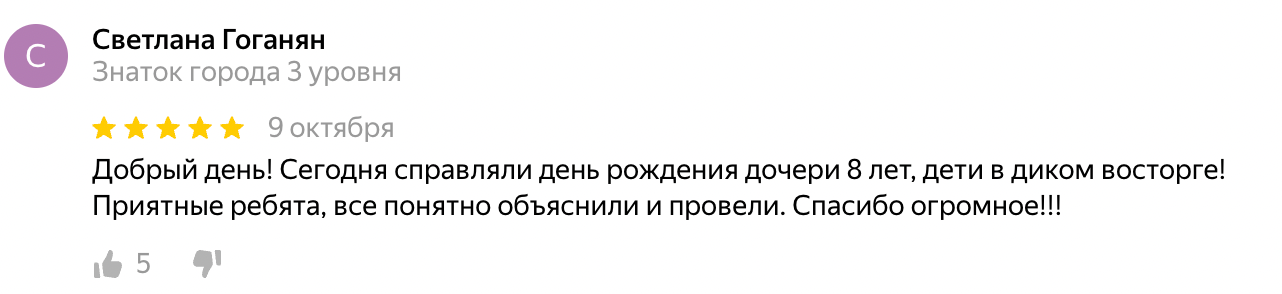 С
Светлана Гоганян
Знаток города 3 уровня
9 октября
Добрый день! Сегодня справляли день рождения дочери 8 лет, дети в диком восторге!
Приятные ребята, все понятно объяснили и провели. Спасибо огромное!!!
5